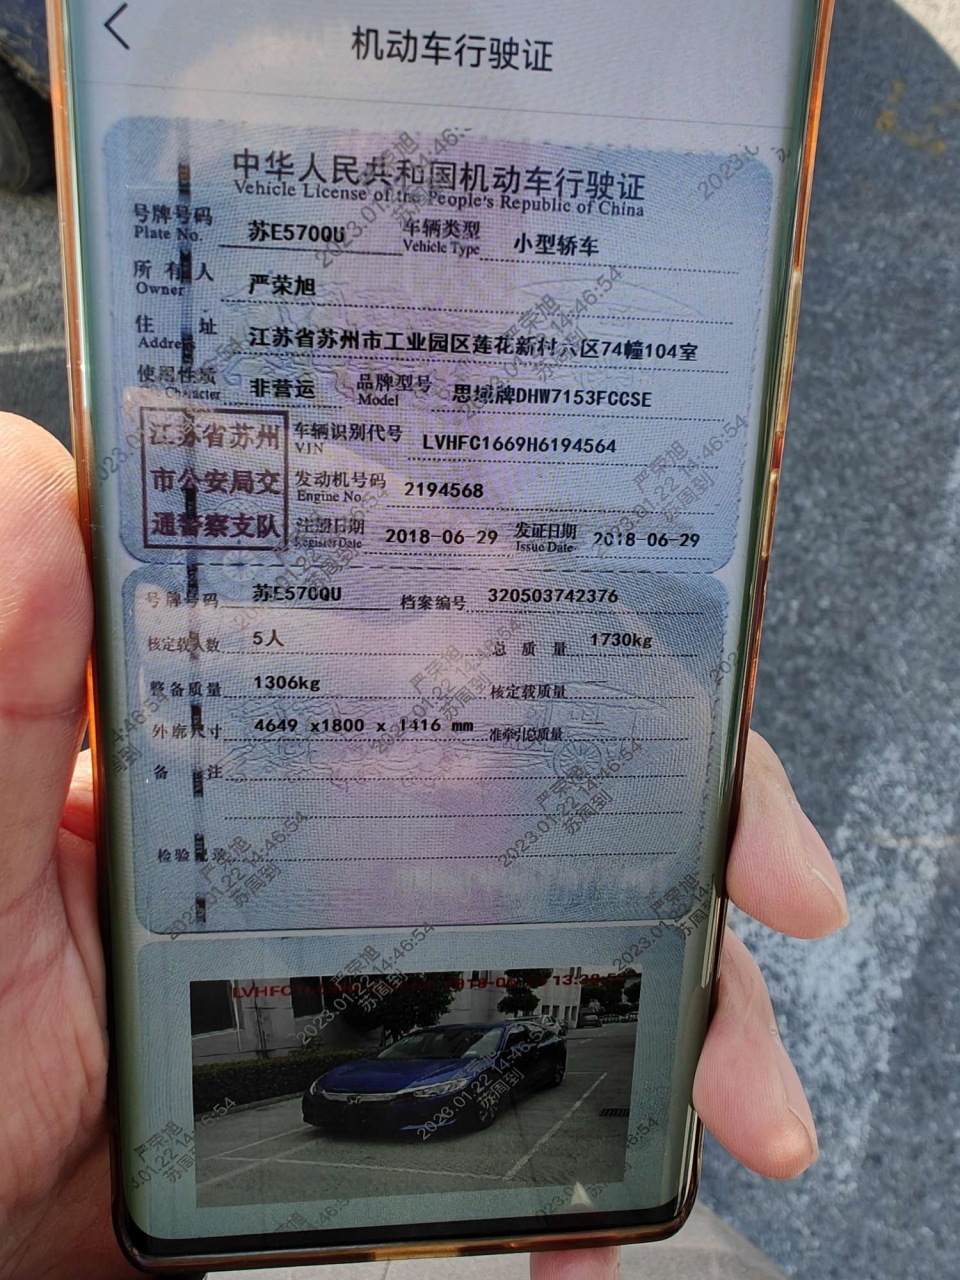 机动车行驶证
中华人民共和国机动车行驶证
Vehicle License of the People's Republic of China
号牌号码 苏E570QU 车辆类型 小型轿车
Plate No. Vehicle Type
所有人 严荣旭
Owner
住址 江苏省苏州市工业园区莲花新村六区74幢104室
Address
使用性质 非营运 品牌型号 思域牌DHW7153FCCSE
Character Model
江苏省苏州
市公安局交
通警察支队
车辆识别代号 LVHFC1669H6194564
VIN
发动机号码 2194568
Engine No.
注册日期 2018-06-29 发证日期 2018-06-29
Register Date Issue Date
号牌号码 苏E570QU 档案编号 320503742376
核定载人数 5人 总质量 1730kg
整备质量 1306kg 核定载质量
外廓尺寸 4649 x1800 x 1416 mm 准牵引总质量
备注
检验记录
严荣旭
2023.01.22 14:46:54
苏周到